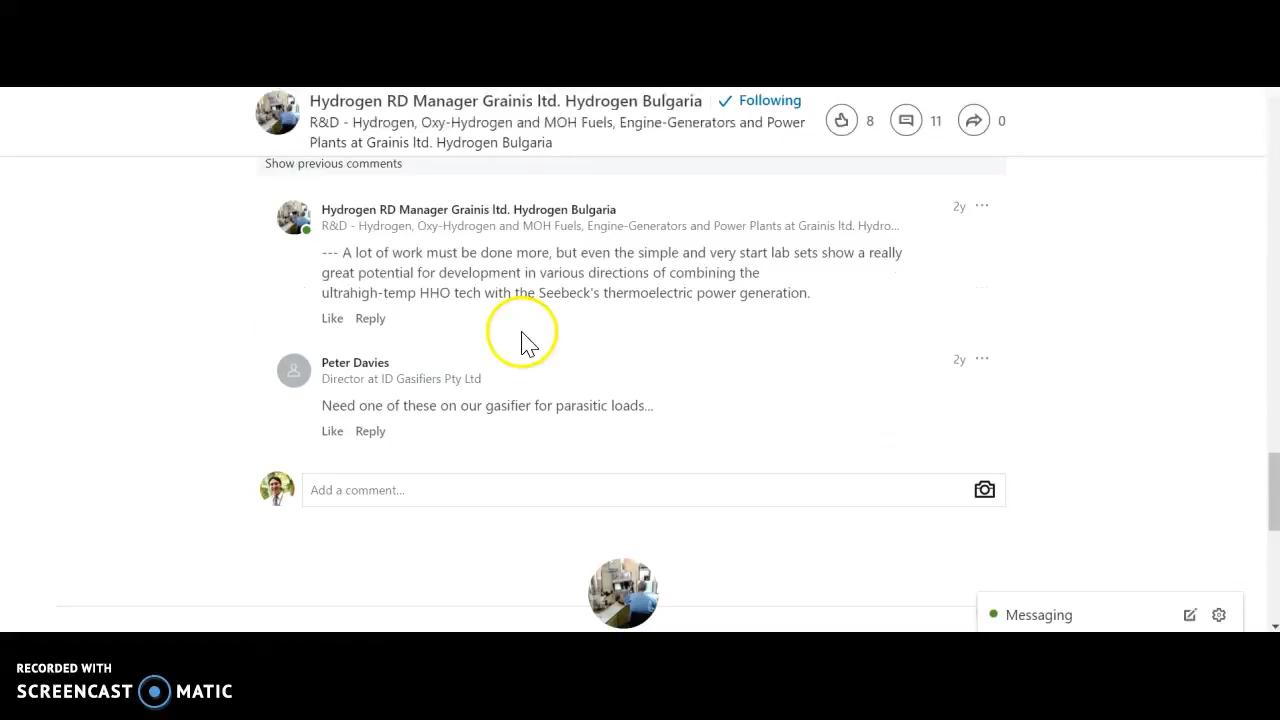 Hydrogen RD Manager Grainis ltd. Hydrogen Bulgaria
Following
R&D - Hydrogen, Oxy-Hydrogen and MOH Fuels, Engine-Generators and Power
Plants at Grainis ltd. Hydrogen Bulgaria
8
11
0
Show previous comments
Hydrogen RD Manager Grainis ltd. Hydrogen Bulgaria
2y
R&D - Hydrogen, Oxy-Hydrogen and MOH Fuels, Engine-Generators and Power Plants at Grainis ltd. Hydro...
--- A lot of work must be done more, but even the simple and very start lab sets show a really
great potential for development in various directions of combining the
ultrahigh-temp HHO tech with the Seebeck's thermoelectric power generation.
Like Reply
Peter Davies
2y
Director at ID Gasifiers Pty Ltd
Need one of these on our gasifier for parasitic loads...
Like Reply
Add a comment...
Messaging
RECORDED WITH
SCREENCAST MATIC